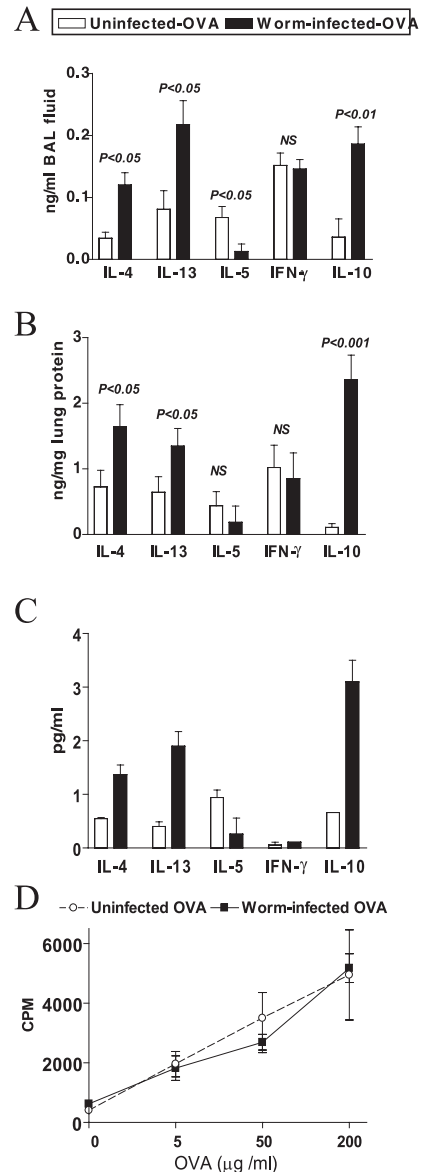 A
Uninfected-OVA Worm-infected-OVA
ng/ml BAL fluid
0.3
0.2
0.1
0.0
P<0.05
P<0.05
P<0.05
NS
P<0.01
IL-4 IL-13 IL-5 IFN-γ IL-10
B
ng/mg lung protein
3
2
1
0
P<0.05
P<0.05
NS
NS
P<0.001
IL-4 IL-13 IL-5 IFN-γ IL-10
C
pg/ml
4
3
2
1
0
IL-4 IL-13 IL-5 IFN-γ IL-10
D
Uninfected OVA Worm-infected OVA
CPM
6000
4000
2000
0
0 5 50 200
OVA (μg /ml)